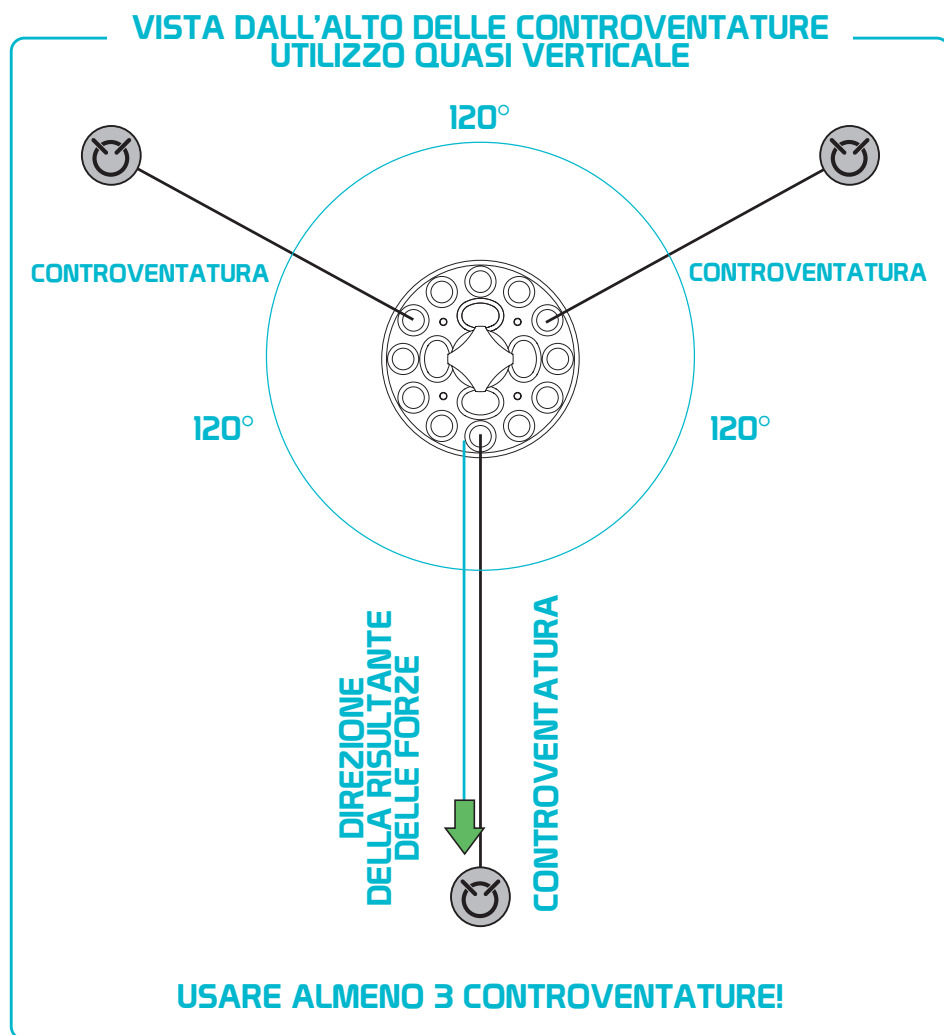 VISTA DALL'ALTO DELLE CONTROVENTATURE
UTILIZZO QUASI VERTICALE
120°
CONTROVENTATURA
CONTROVENTATURA
120°
120°
DIREZIONE
DELLA RISULTANTE
DELLE FORZE
CONTROVENTATURA
USARE ALMENO 3 CONTROVENTATURE!